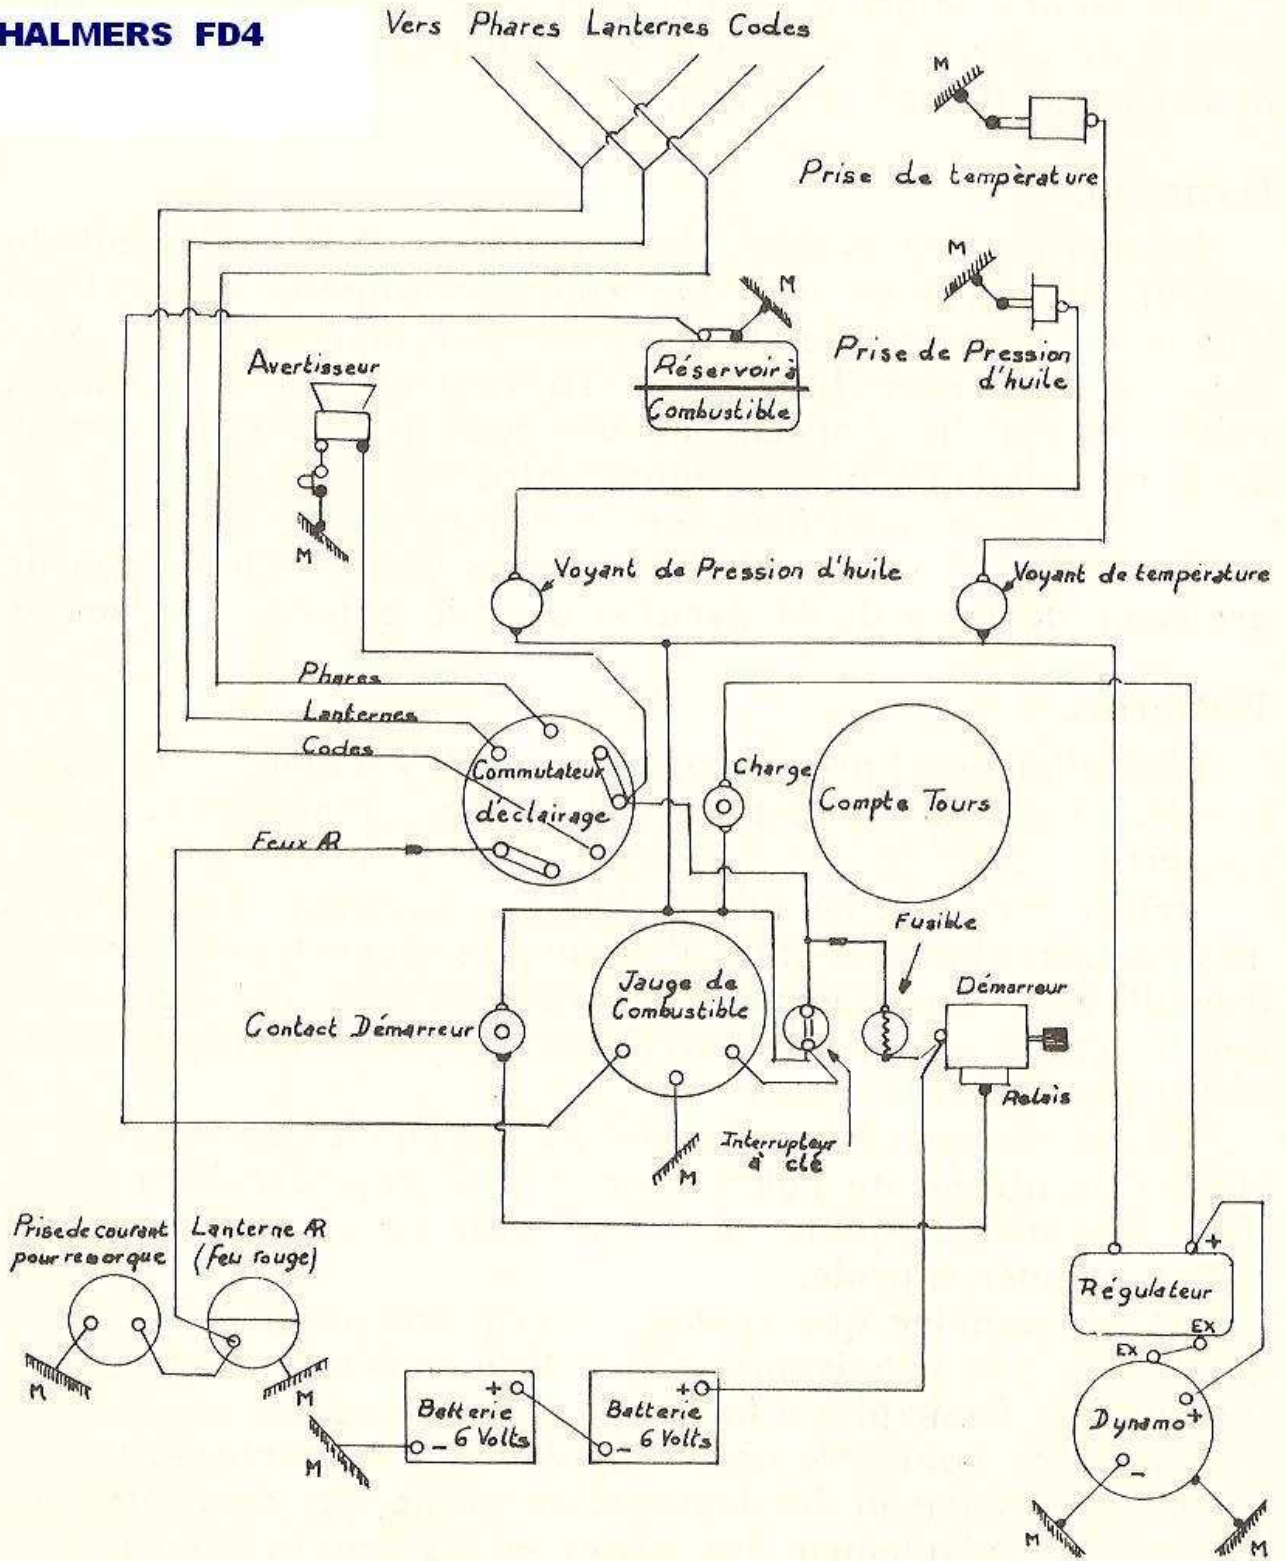 HALMERS FD4
Vers Phares Lanternes Codes
M
Prise de tempèrature
M
M
Réservoir à
Combustible
Prise de Pression
d'huile
Avertisseur
M
Voyant de Pression d'huile
Voyant de température
Phares
Lanternes
Codes
Commutateur
d'éclairage
Charge
Compte Tours
Feux AR
Fusible
Jauge de
Combustible
Démarreur
Contact Démarreur
Relais
Interrupteur
à clé
M
Prise de courant
pour remorque
Lanterne AR
(feu rouge)
+
Régulateur
EX
EX
M
M
+
Batterie
- 6 Volts
+
Batterie
- 6 Volts
M
Dynamo +
-
M
M